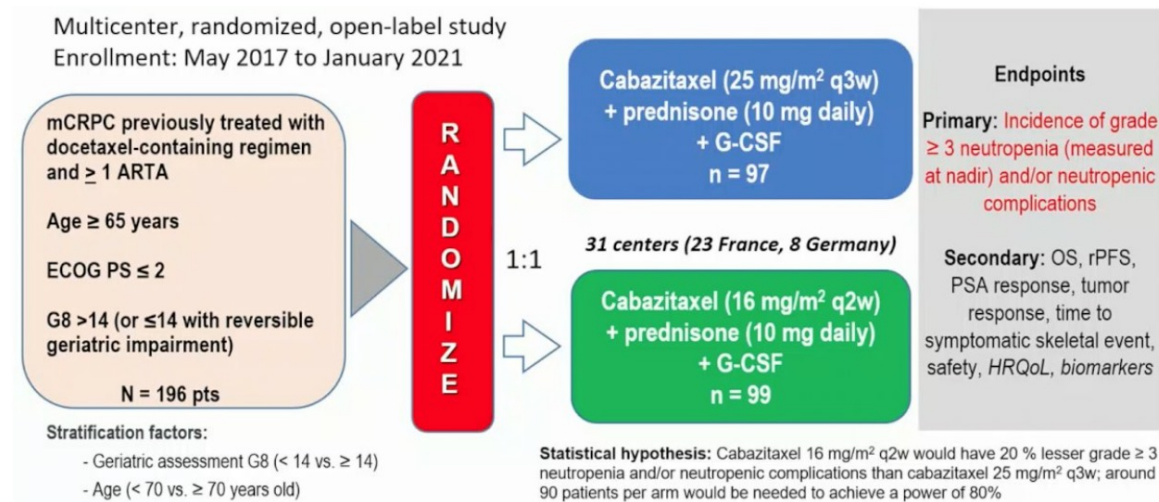 Multicenter, randomized, open-label study
Enrollment: May 2017 to January 2021
mCRPC previously treated with
docetaxel-containing regimen
and ≥ 1 ARTA
Age ≥ 65 years
ECOG PS ≤ 2
G8 >14 (or ≤14 with reversible
geriatric impairment)
N = 196 pts
Stratification factors:
- Geriatric assessment G8 (< 14 vs. ≥ 14)
- Age (< 70 vs. ≥ 70 years old)
RANDOMIZE
1:1
Cabazitaxel (25 mg/m² q3w)
+ prednisone (10 mg daily)
+ G-CSF
n = 97
31 centers (23 France, 8 Germany)
Cabazitaxel (16 mg/m² q2w)
+ prednisone (10 mg daily)
+ G-CSF
n = 99
Endpoints
Primary: Incidence of grade
≥ 3 neutropenia (measured
at nadir) and/or neutropenic
complications
Secondary: OS, rPFS,
PSA response, tumor
response, time to
symptomatic skeletal event,
safety, HRQoL, biomarkers
Statistical hypothesis: Cabazitaxel 16 mg/m² q2w would have 20 % lesser grade ≥ 3
neutropenia and/or neutropenic complications than cabazitaxel 25 mg/m² q3w; around
90 patients per arm would be needed to achieve a power of 80%